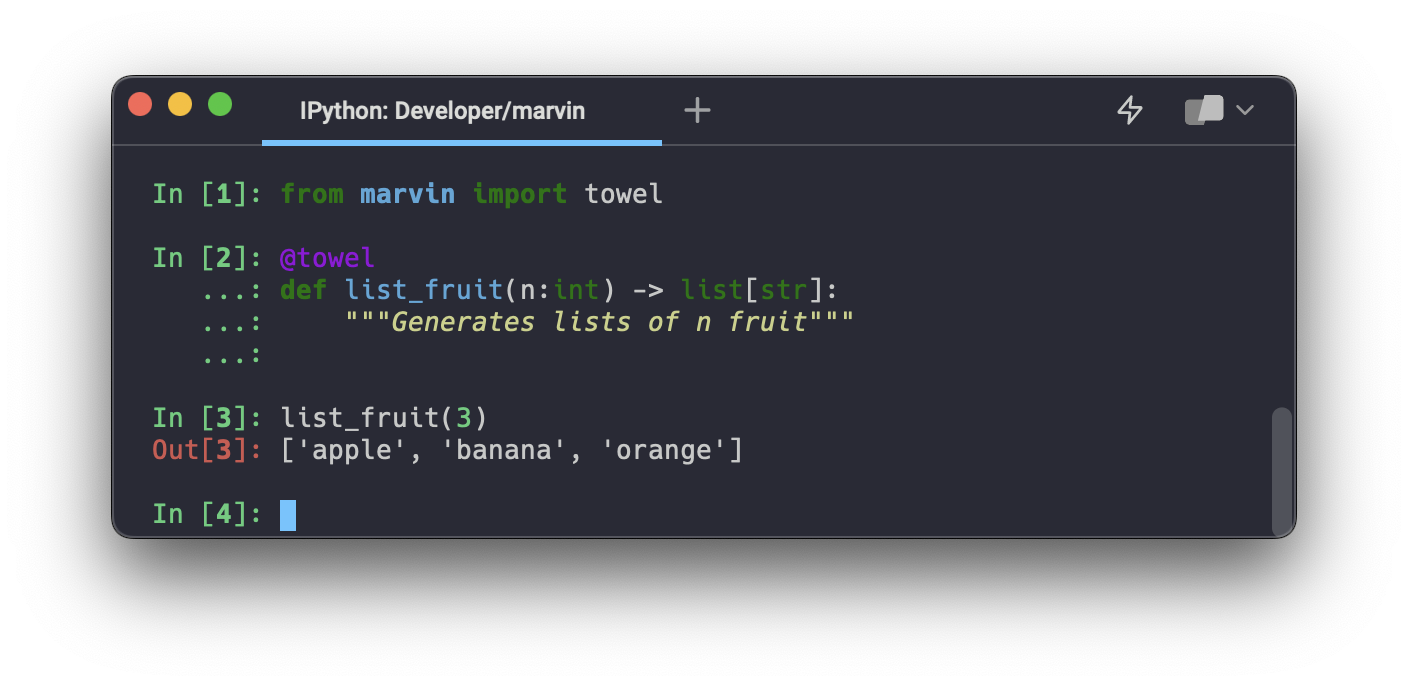 IPython: Developer/marvin
In [1]: from marvin import towel
In [2]: @towel
...: def list_fruit(n:int) -> list[str]:
...:     """Generates lists of n fruit"""
...:
In [3]: list_fruit(3)
Out[3]: ['apple', 'banana', 'orange']
In [4]: